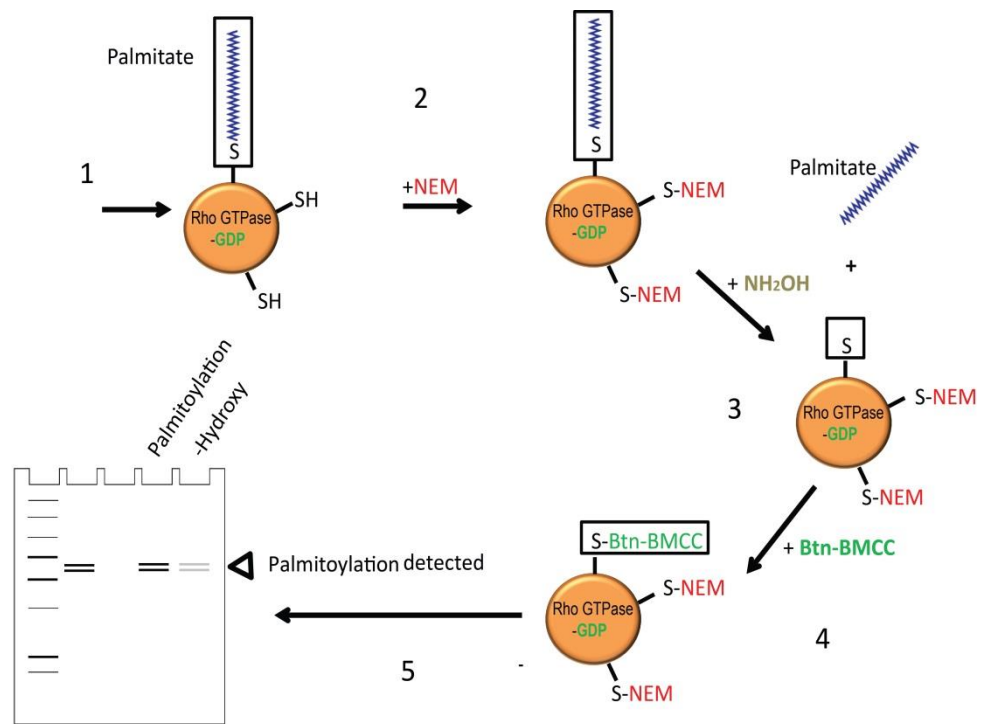 Palmitate
S
1
Rho GTPase
-GDP
SH
SH
2
+NEM
S
Rho GTPase
-GDP
S-NEM
S-NEM
Palmitate
+
+ NH₂OH
3
S
Rho GTPase
-GDP
S-NEM
S-NEM
+ Btn-BMCC
4
S-Btn-BMCC
Rho GTPase
-GDP
S-NEM
S-NEM
5
-
Palmitoylation
-Hydroxy
Palmitoylation detected